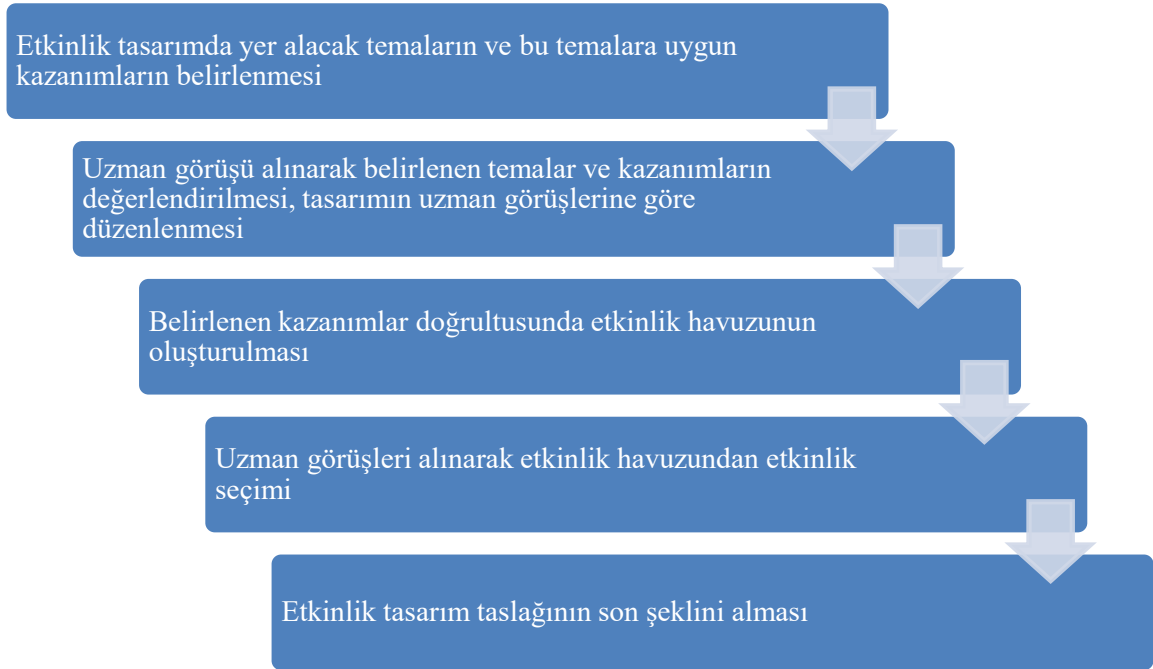 Etkinlik tasarımda yer alacak temaların ve bu temalara uygun
kazanımların belirlenmesi
Uzman görüşü alınarak belirlenen temalar ve kazanımların
değerlendirilmesi, tasarımın uzman görüşlerine göre
düzenlenmesi
Belirlenen kazanımlar doğrultusunda etkinlik havuzunun
oluşturulması
Uzman görüşleri alınarak etkinlik havuzundan etkinlik
seçimi
Etkinlik tasarım taslağının son şeklini alması